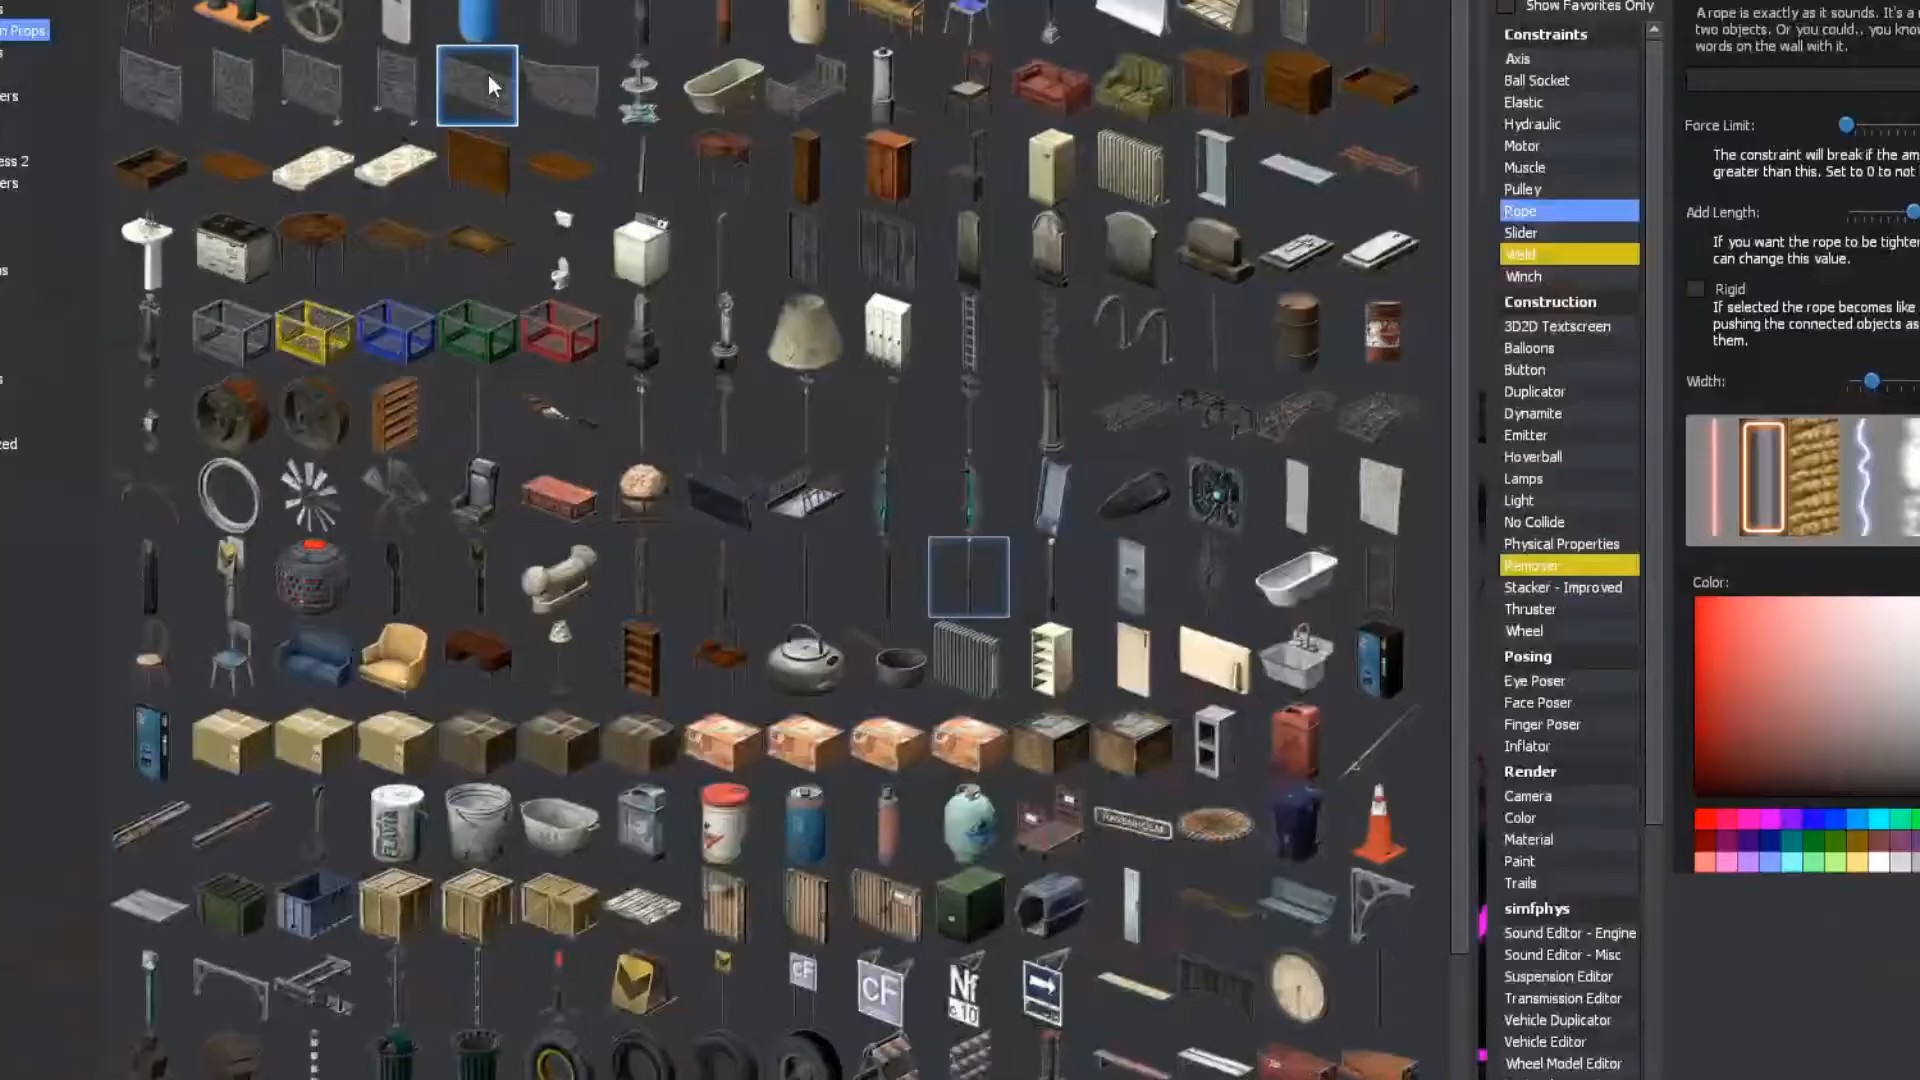 n Props
ers
ess 2
ers
zed
Show Favorites Only
Constraints
Axis
Ball Socket
Elastic
Hydraulic
Motor
Muscle
Pulley
Rope
Slider
Weld
Winch
Construction
3D2D Textscreen
Balloons
Button
Duplicator
Dynamite
Emitter
Hoverball
Lamps
Light
No Collide
Physical Properties
Remover
Stacker - Improved
Thruster
Wheel
Posing
Eye Poser
Face Poser
Finger Poser
Inflator
Render
Camera
Color
Material
Paint
Trails
simfphys
Sound Editor - Engine
Sound Editor - Misc
Suspension Editor
Transmission Editor
Vehicle Duplicator
Vehicle Editor
Wheel Model Editor
A rope is exactly as it sounds. It's a
two objects. Or you could.. you know
words on the wall with it.
Force Limit:
The constraint will break if the am
greater than this. Set to 0 to not
Add Length:
If you want the rope to be tighter
can change this value.
Rigid
If selected the rope becomes like
pushing the connected objects as
them.
Width:
Color:
RAVENHOLM
cF
cF
Nf